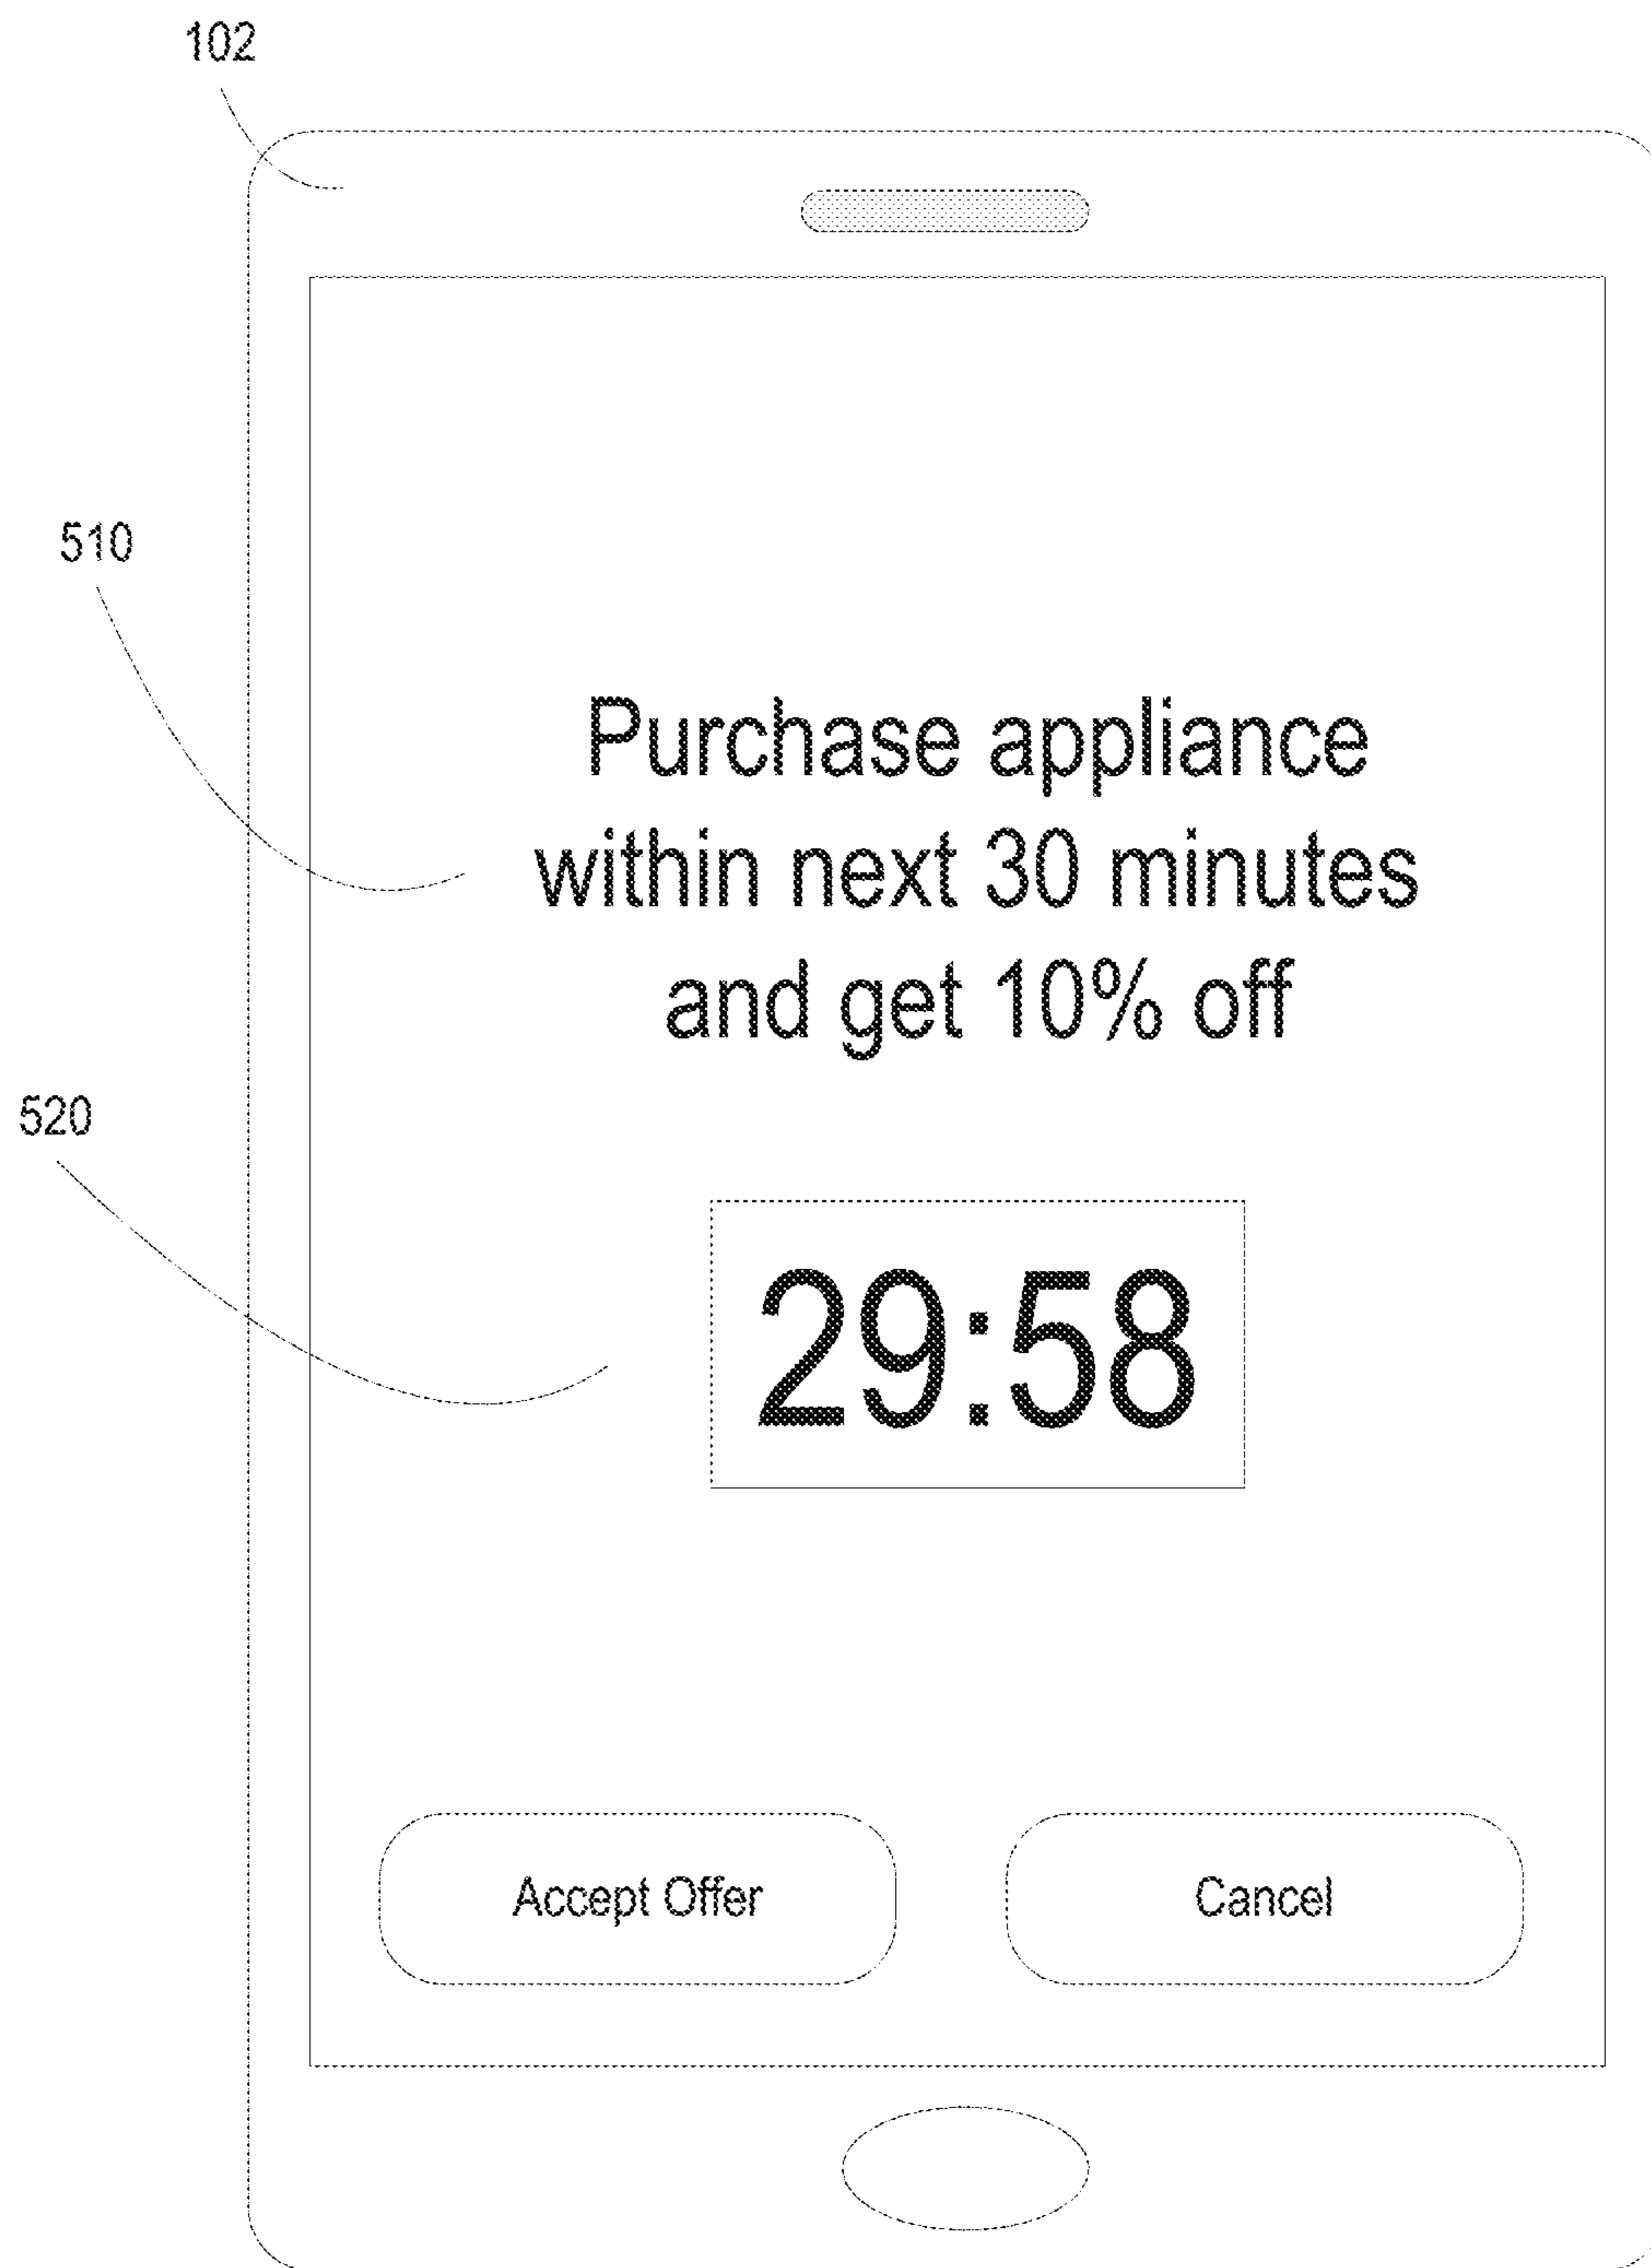 102
510
Purchase appliance
within next 30 minutes
and get 10% off
520
29:58
Accept Offer
Cancel